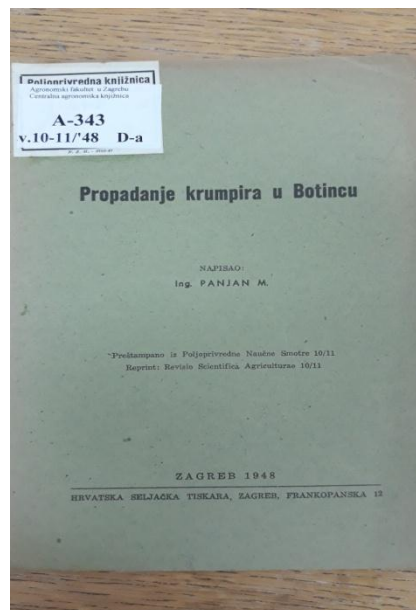 Poljoprivredna knjižnica
Agronomski fakultet u Zagrebu
Centralna agronomska knjižnica
A-343
v.10-11/'48 D-a
Propadanje krumpira u Botincu
NAPISAO:
Ing. PANJAN M.
Preštampano iz Poljoprivredne Naučne Smotre 10/11
Reprint: Revisio Scientifica Agriculturae 10/11
ZAGREB 1948
HRVATSKA SELJAČKA TISKARA, ZAGREB, FRANKOPANSKA 12